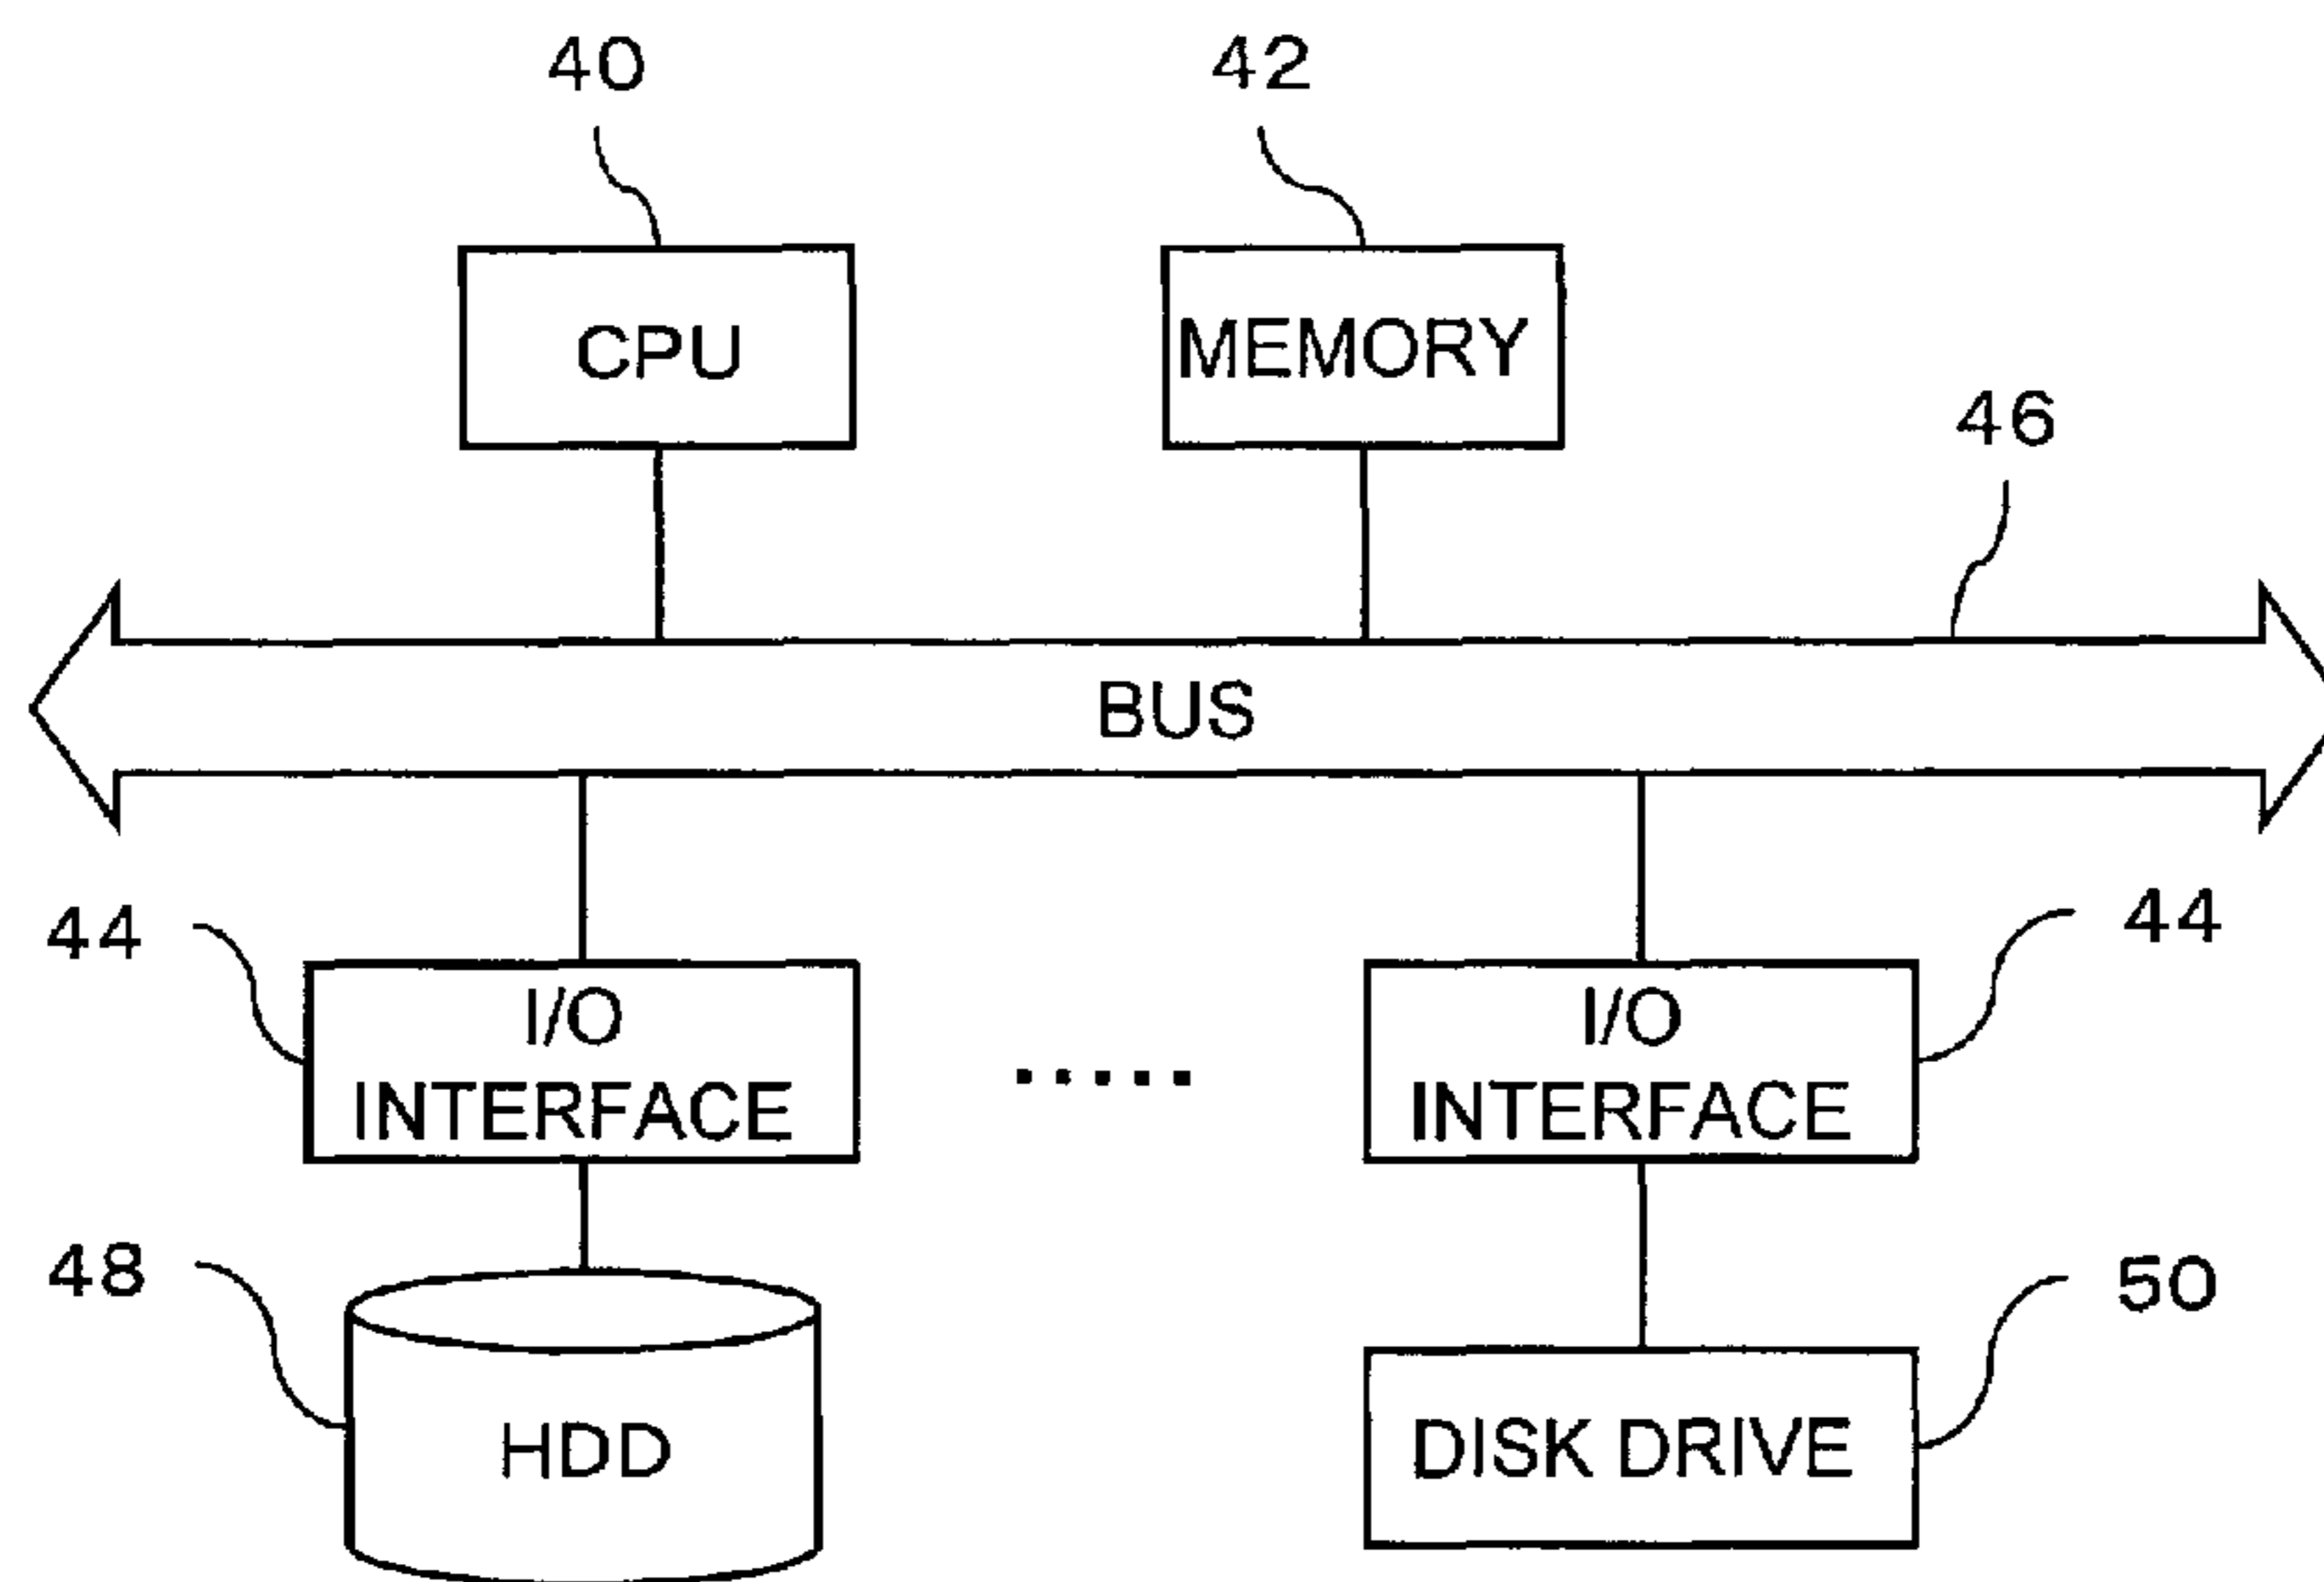 40
42
CPU
MEMORY
46
BUS
44
44
I/O
INTERFACE
I/O
INTERFACE
48
50
HDD
DISK DRIVE